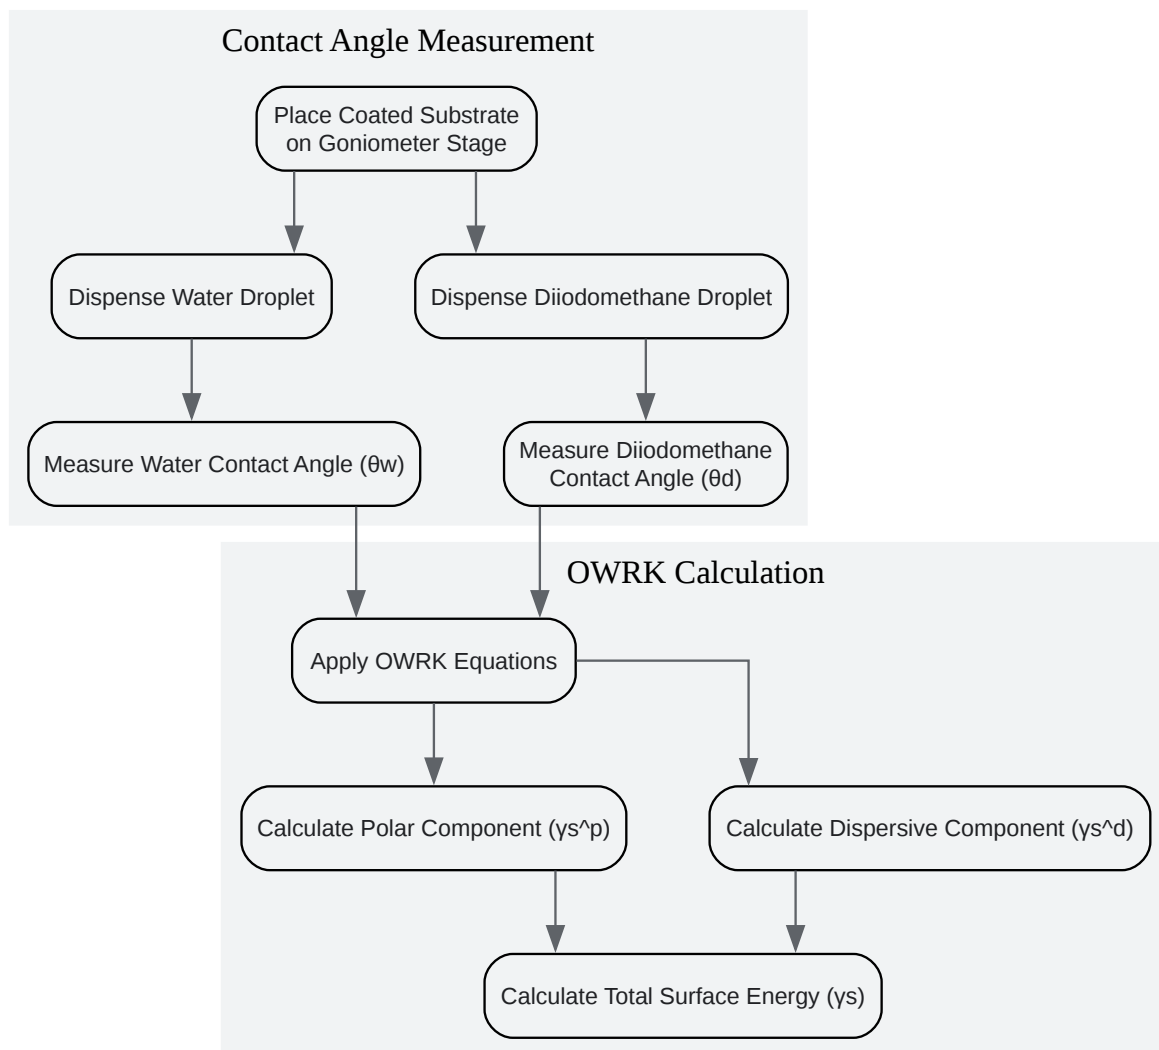 Contact Angle Measurement
Place Coated Substrate
on Goniometer Stage
Dispense Water Droplet
Dispense Diiodomethane Droplet
Measure Water Contact Angle (θw)
Measure Diiodomethane
Contact Angle (θd)
OWRK Calculation
Apply OWRK Equations
Calculate Polar Component (γs^p)
Calculate Dispersive Component (γs^d)
Calculate Total Surface Energy (γs)